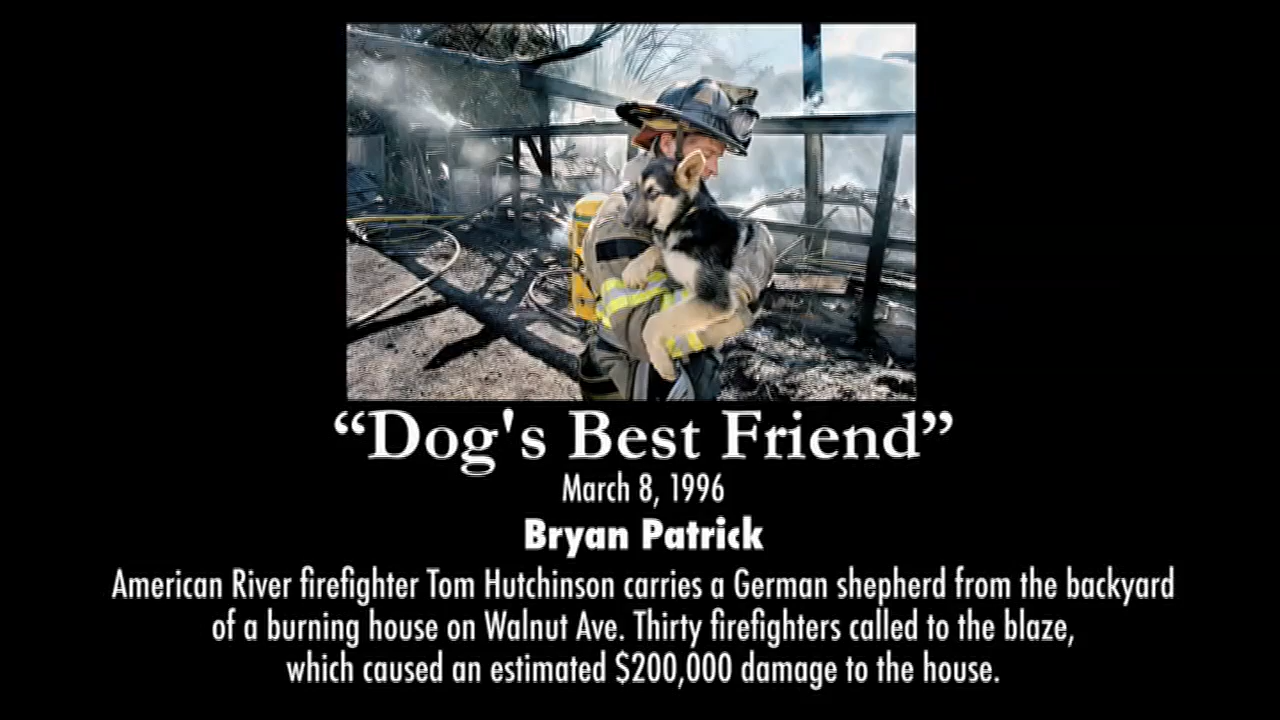 “Dog's Best Friend”
March 8, 1996
Bryan Patrick
American River firefighter Tom Hutchinson carries a German shepherd from the backyard
of a burning house on Walnut Ave. Thirty firefighters called to the blaze,
which caused an estimated $200,000 damage to the house.